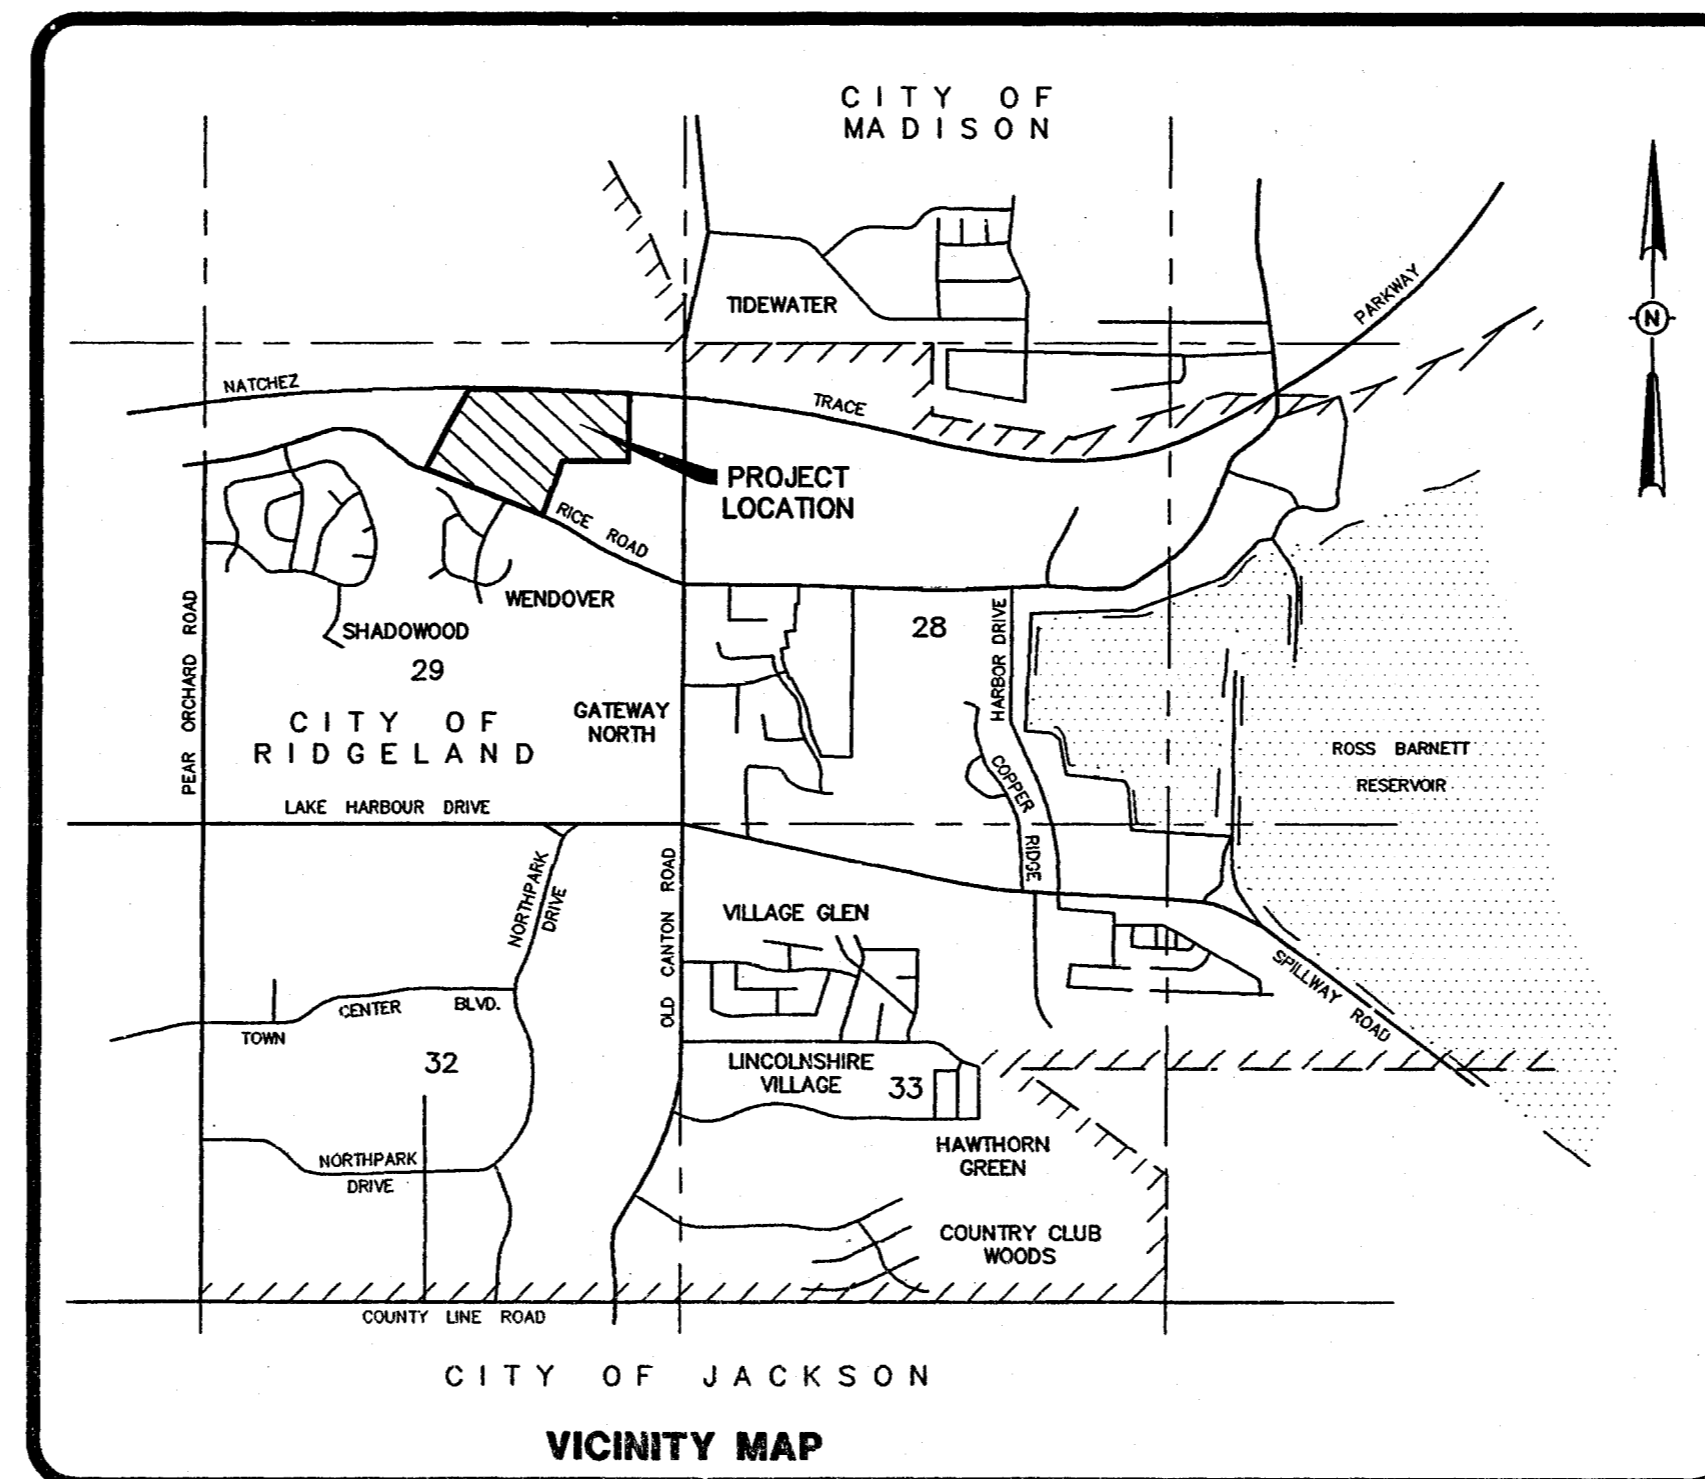 CITY OF
MADISON
TIDEWATER
PARKWAY
N
NATCHEZ
TRACE
PROJECT
LOCATION
RICE ROAD
WENDOVER
SHADOWOOD
29
28
PEAR ORCHARD ROAD
HARBOR DRIVE
CITY OF
RIDGELAND
GATEWAY
NORTH
COPPER
RIDGE
ROSS BARNETT
RESERVOIR
LAKE HARBOUR DRIVE
NORTHPARK
DRIVE
OLD CANTON ROAD
VILLAGE GLEN
SPILLWAY
ROAD
CENTER BLVD.
TOWN
32
LINCOLNSHIRE
VILLAGE
33
HAWTHORN
GREEN
NORTHPARK
DRIVE
COUNTRY CLUB
WOODS
COUNTY LINE ROAD
CITY OF JACKSON
VICINITY MAP